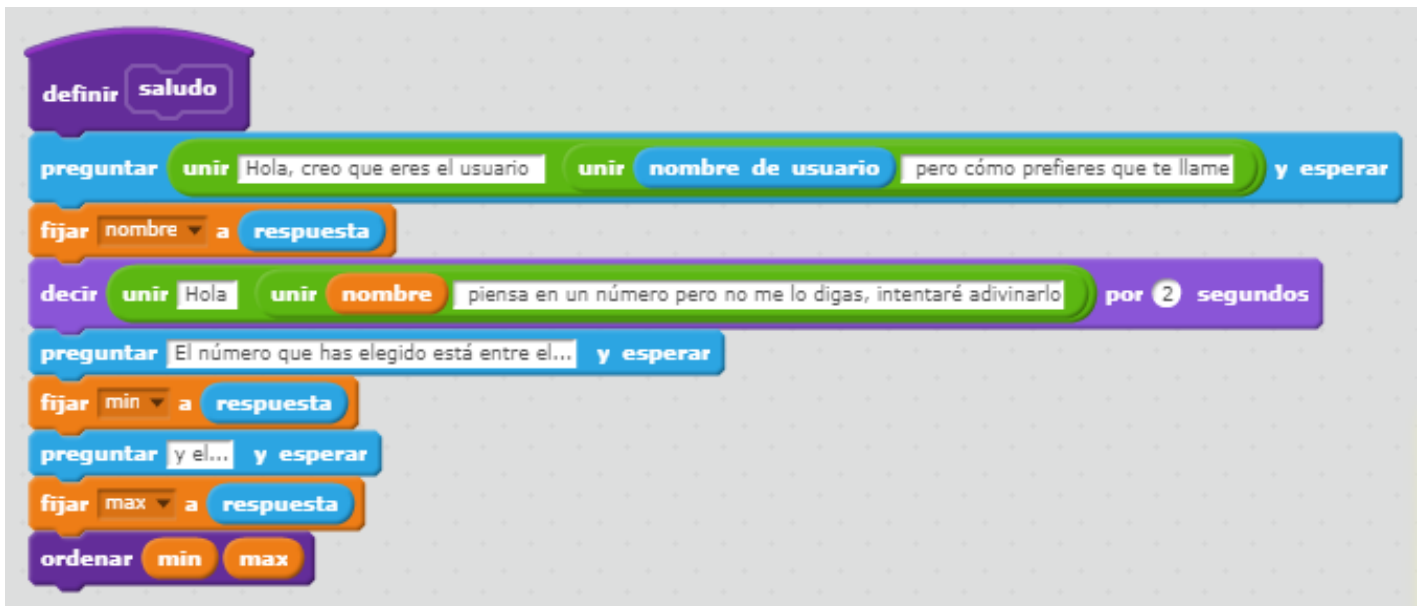 definir saludo
preguntar unir Hola, creo que eres el usuario unir nombre de usuario pero cómo prefieres que te llame y esperar
fijar nombre a respuesta
decir unir Hola unir nombre piensa en un número pero no me lo digas, intentaré adivinarlo por 2 segundos
preguntar El número que has elegido está entre el... y esperar
fijar min a respuesta
preguntar y el... y esperar
fijar max a respuesta
ordenar min max